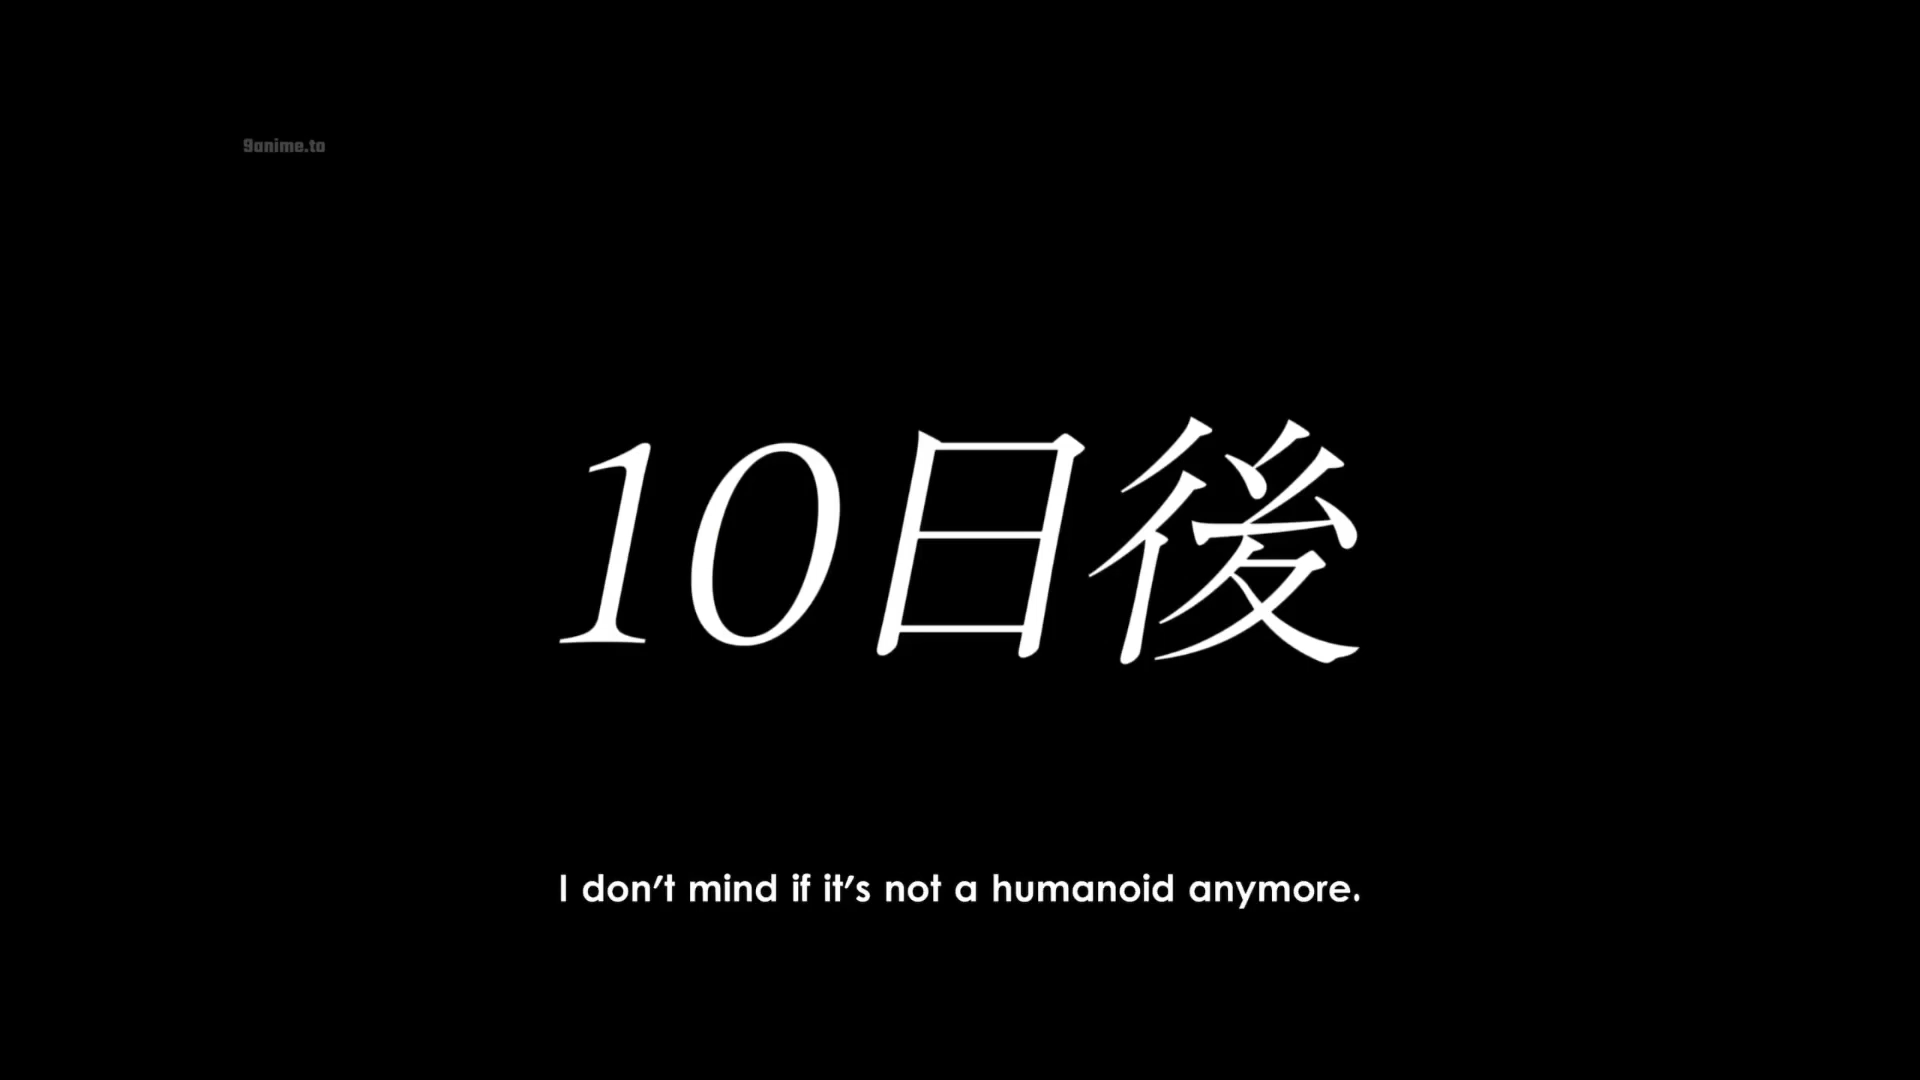 9anime.to
10日後
I don't mind if it's not a humanoid anymore.